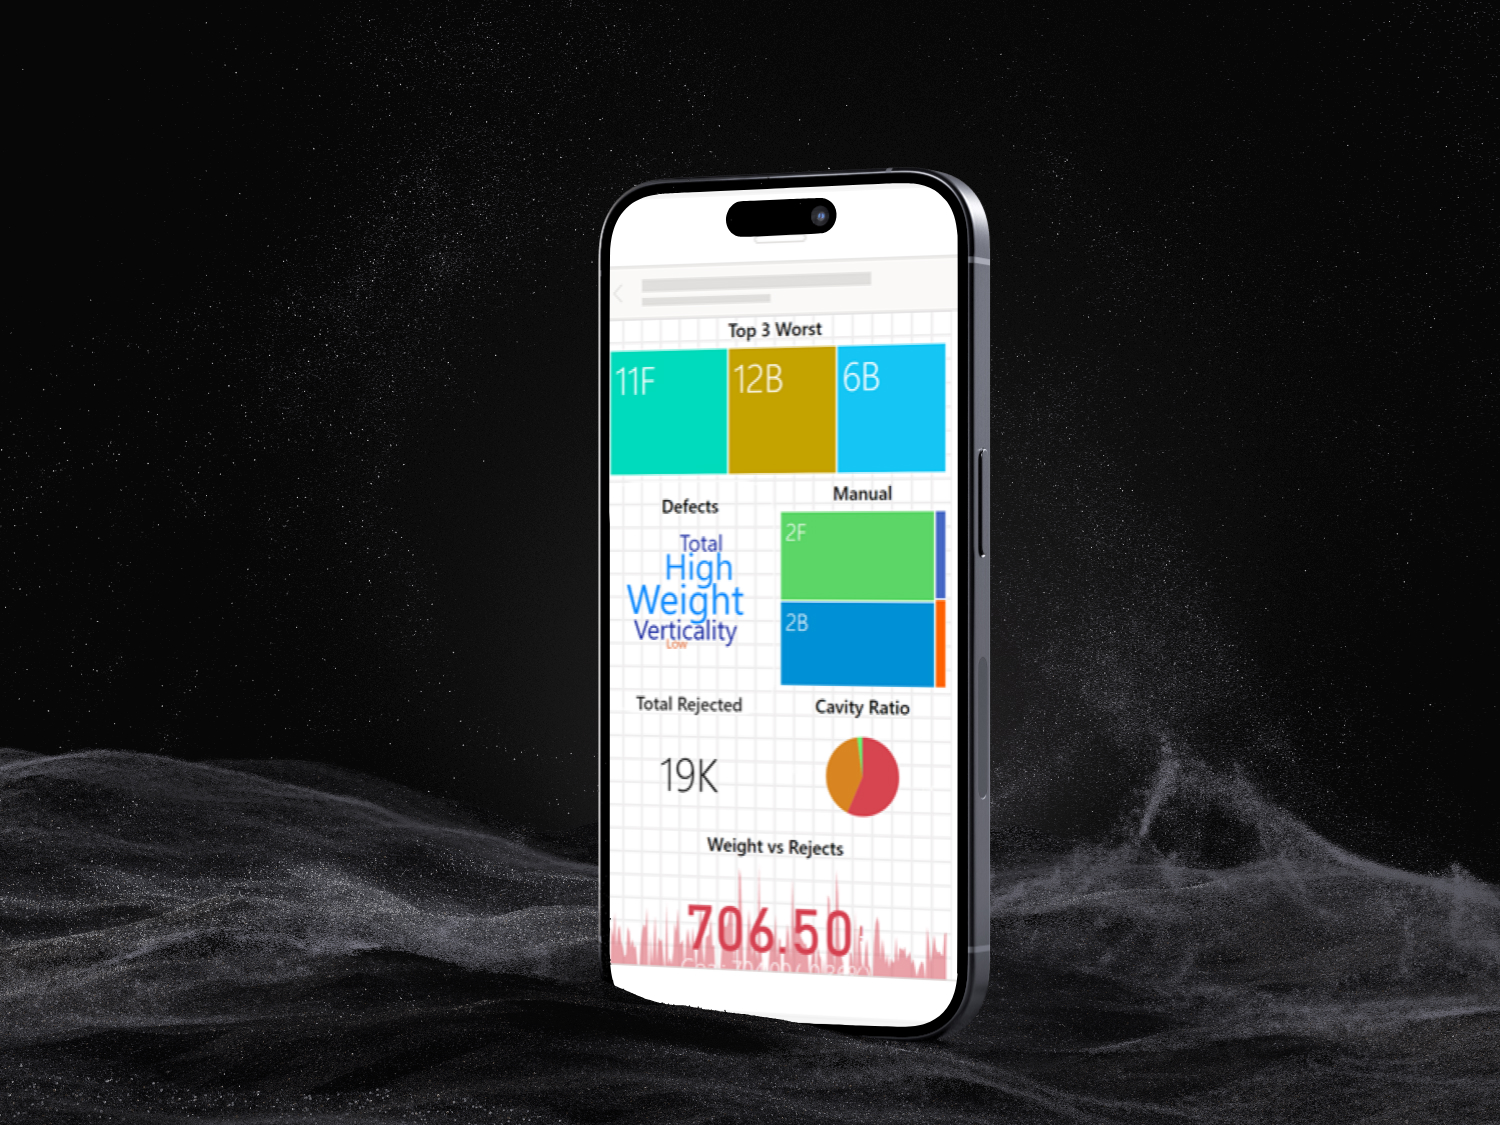 Top 3 Worst
11F 12B 6B
Defects
Manual
Total
High
Weight
Verticality
Low
2F
2B
Total Rejected
Cavity Ratio
19K
Weight vs Rejects
706.50